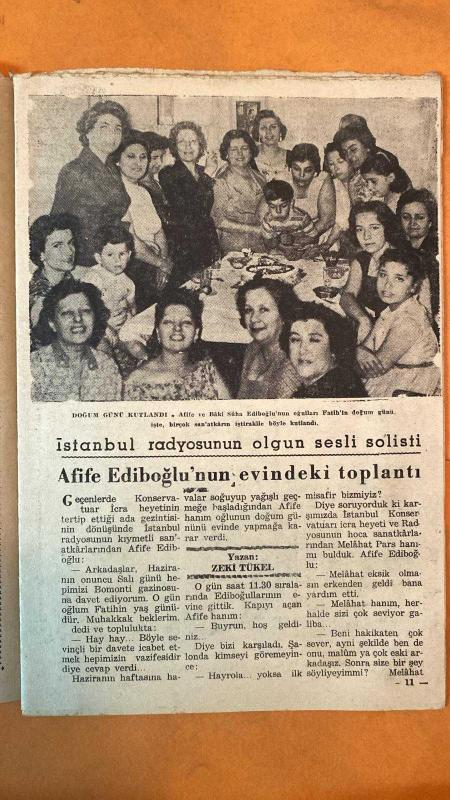 DOĞUM GÜNÜ KUTLANDI • Afife ve Bâki Süha Ediboğlu'nun oğulları Fatih'in doğum günü,
işte, birçok san'atkârın iştirakile böyle kutlandı.
İstanbul radyosunun olgun sesli solisti
Afife Ediboğlu'nun evindeki toplantı
Geçenlerde Konserva-
tuar İcra heyetinin
tertip ettiği ada gezintisi-
nin dönüşünde İstanbul
radyosunun kıymetli san'-
atkârlarından Afife Edib-
oğlu:
— Arkadaşlar, Hazira-
nın onuncu Salı günü he-
pimizi Bomonti gazinosu-
na davet ediyorum. O gün
oğlum Fatihin yaş günü-
dür. Muhakkak beklerim.
dedi ve toplulukta:
— Hay hay... Böyle se-
vinçli bir davete icabet et-
mek hepimizin vazifesidir
diye cevap verdi...
Haziranın haftasına ha-
valar soğuyup yağışlı geç-
meğe başladığından Afife
hanım oğlunun doğum gü-
nünü evinde yapmağa ka-
rar verdi.
Yazan:
ZEKİ TÜKEL
O gün saat 11.30 sırala-
rında Ediboğullarının e-
vine gittik. Kapıyı açan
Afife hanım:
— Buyrun, hoş geldi-
niz...
Diye bizi karşıladı, Sa-
londa kimseyi göremeyin-
ce:
— Hayrola... yoksa ilk
misafir bizmiyiz?
Diye soruyorduk ki kar-
şımızda İstanbul Konser-
vatuarı icra heyeti ve Rad
yosunun hoca sanatkârla-
rından Melâhat Pars hanı-
mı bulduk. Afife Ediboğ-
lu:
— Melâhat eksik olma-
sın erkenden geldi bana
yardım etti.
— Melâhat hanım, her-
halde sizi çok seviyor ga-
liba...
— Beni hakikaten çok
sever, ayni şekilde ben de
onu, malûm ya çok eski ar-
kadaşız. Sonra size bir şey
söyliyeyimmi? Melâhat
— 11 —